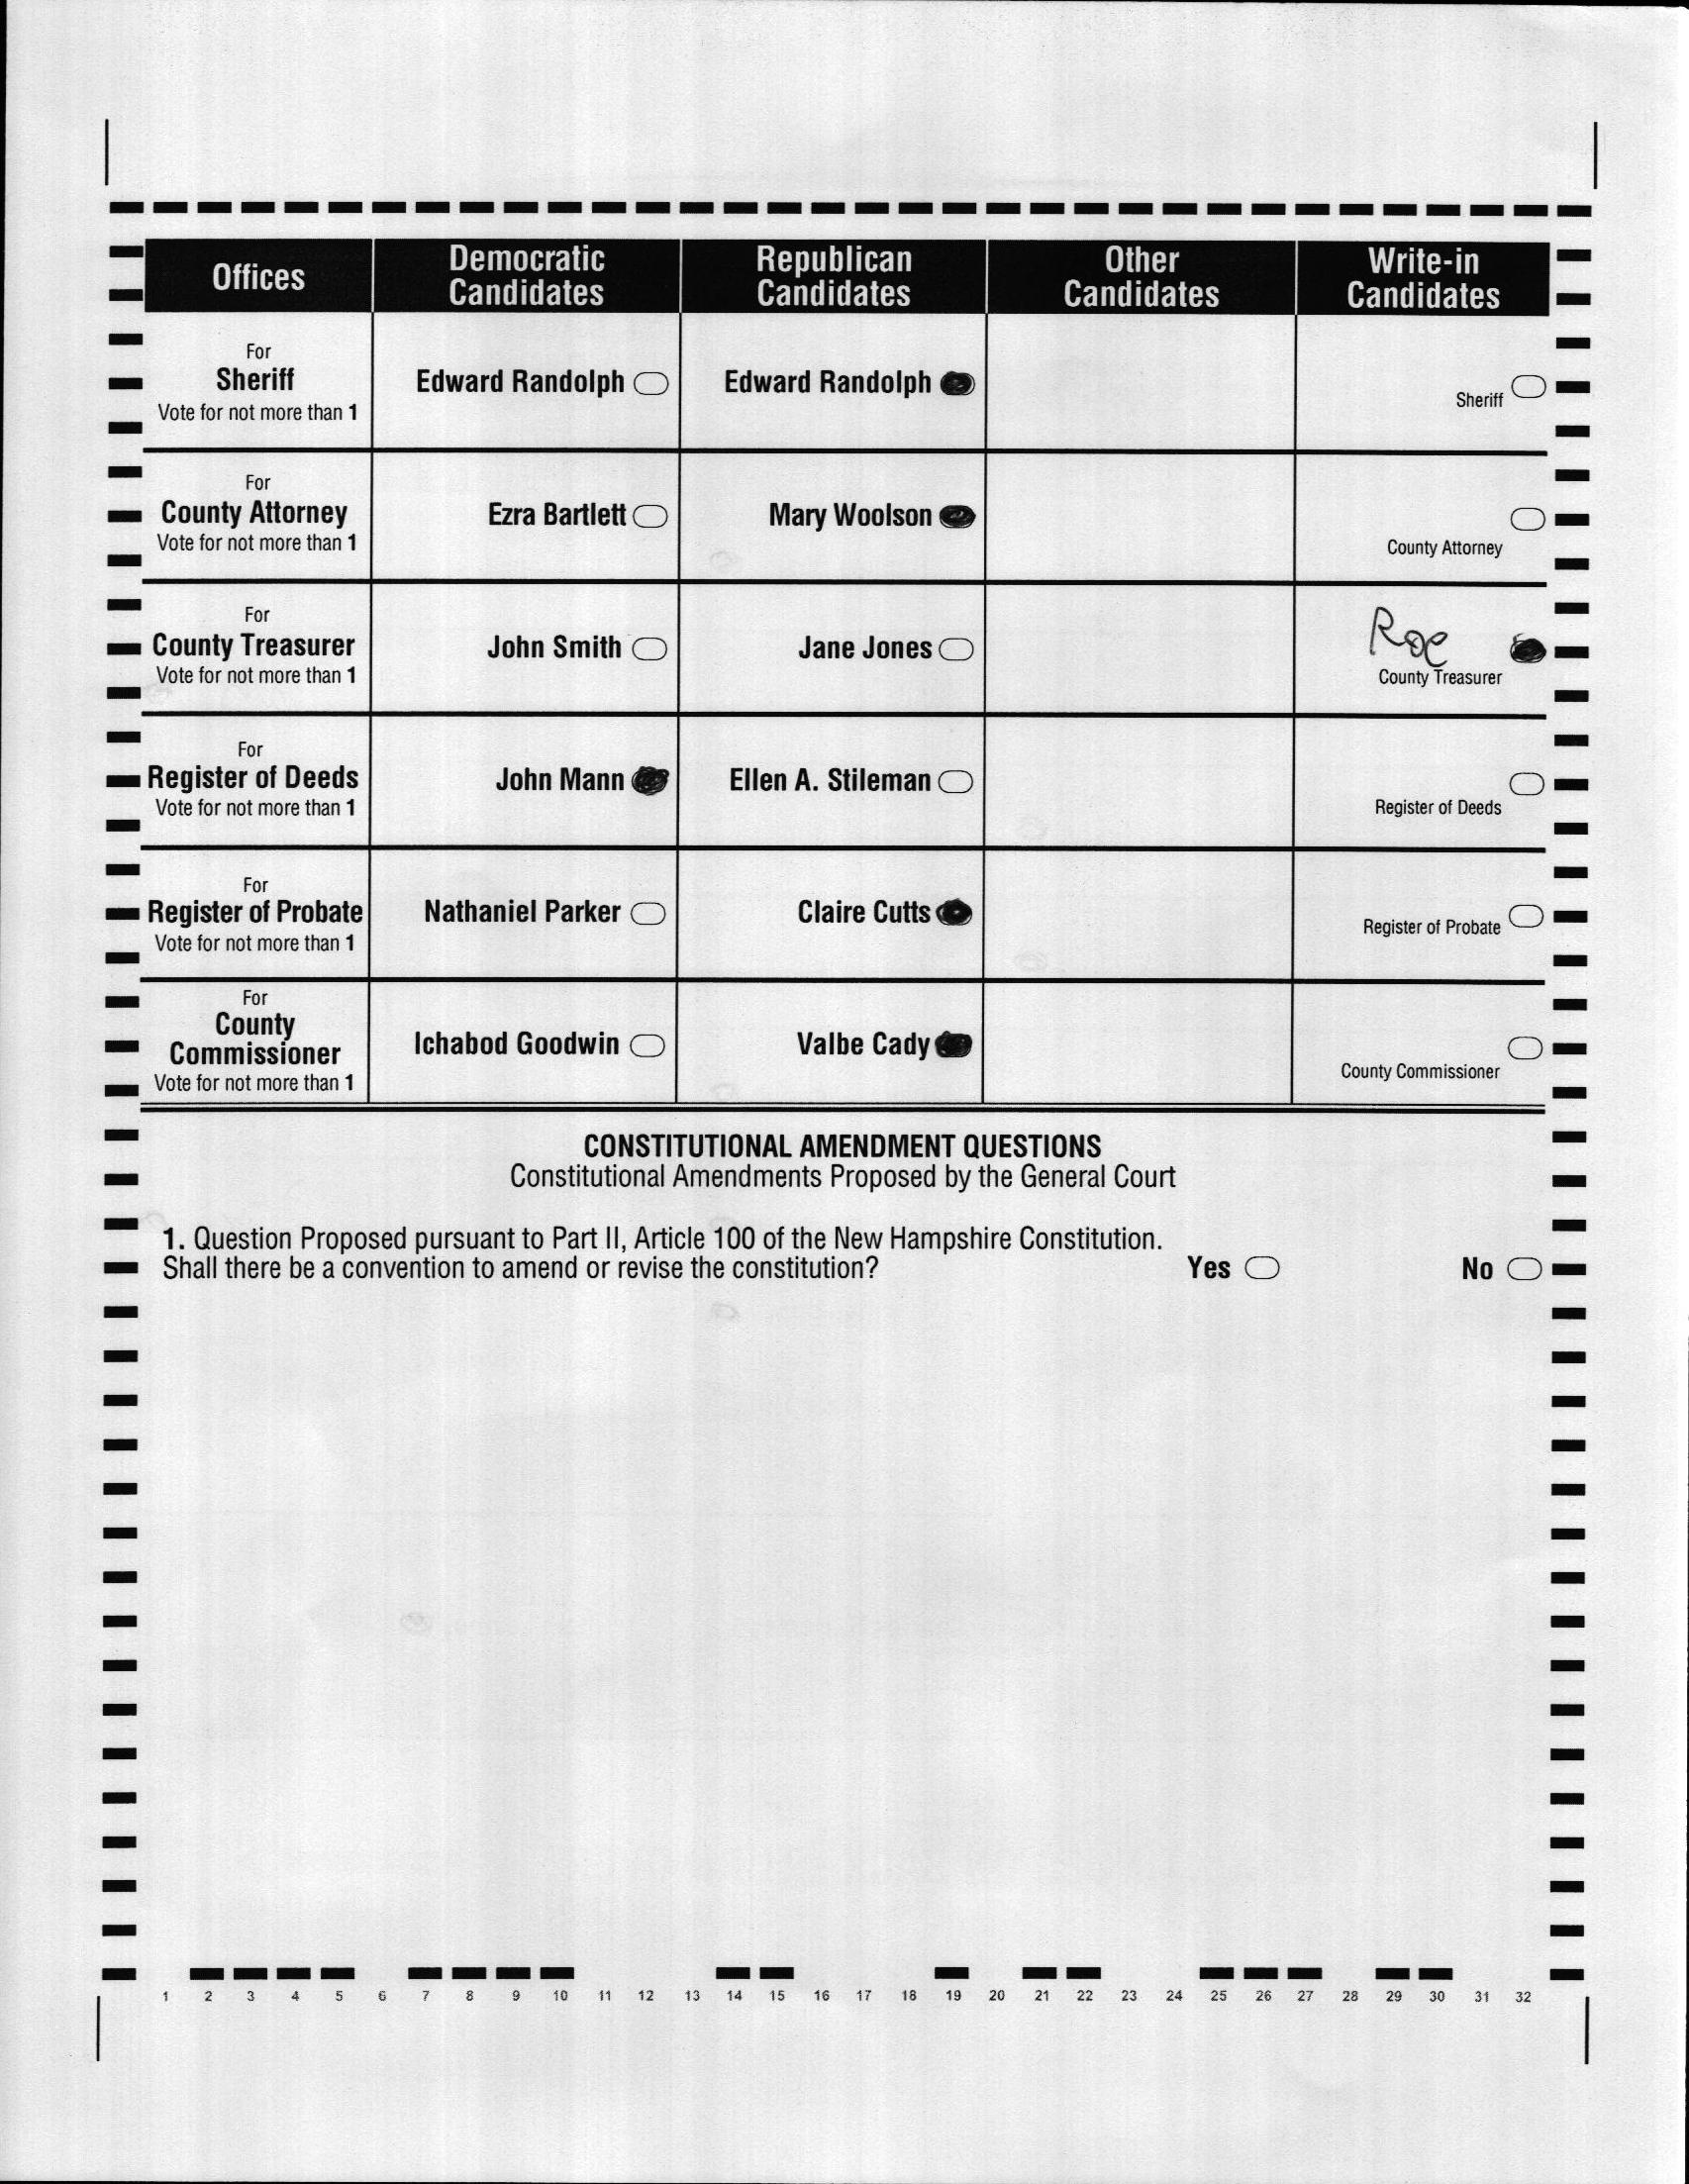 Offices
Democratic Candidates
Republican Candidates
Other Candidates
Write-in Candidates
For
Sheriff
Vote for not more than 1
Edward Randolph
Edward Randolph
Sheriff
For
County Attorney
Vote for not more than 1
Ezra Bartlett
Mary Woolson
County Attorney
For
County Treasurer
Vote for not more than 1
John Smith
Jane Jones
Roe
County Treasurer
For
Register of Deeds
Vote for not more than 1
John Mann
Ellen A. Stileman
Register of Deeds
For
Register of Probate
Vote for not more than 1
Nathaniel Parker
Claire Cutts
Register of Probate
For
County
Commissioner
Vote for not more than 1
Ichabod Goodwin
Valbe Cady
County Commissioner
CONSTITUTIONAL AMENDMENT QUESTIONS
Constitutional Amendments Proposed by the General Court
1. Question Proposed pursuant to Part II, Article 100 of the New Hampshire Constitution.
Shall there be a convention to amend or revise the constitution? Yes No
1 2 3 4 5 6 7 8 9 10 11 12 13 14 15 16 17 18 19 20 21 22 23 24 25 26 27 28 29 30 31 32